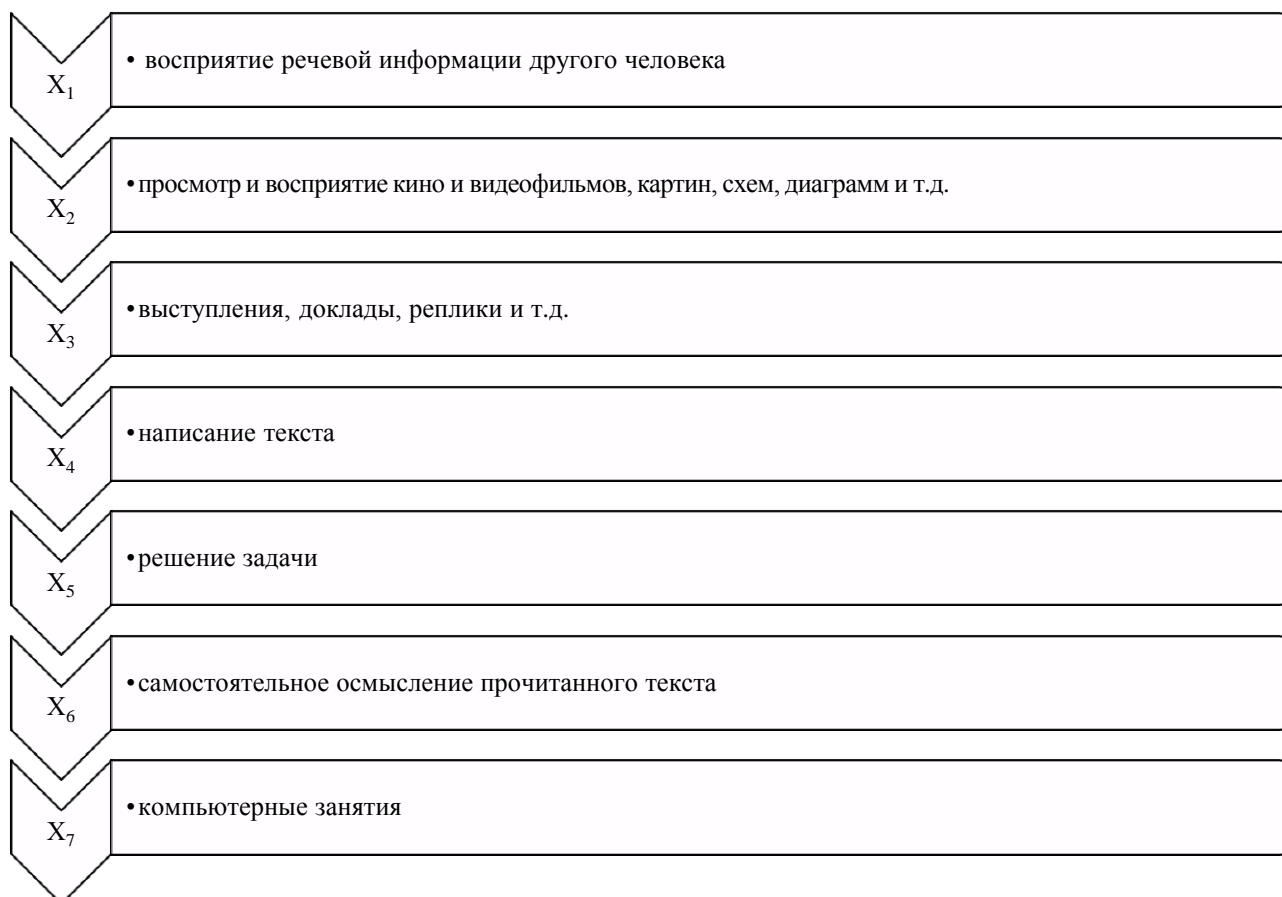 X₁ • восприятие речевой информации другого человека
X₂ •просмотр и восприятие кино и видеофильмов, картин, схем, диаграмм и т.д.
X₃ •выступления, доклады, реплики и т.д.
X₄ •написание текста
X₅ •решение задачи
X₆ •самостоятельное осмысление прочитанного текста
X₇ •компьютерные занятия